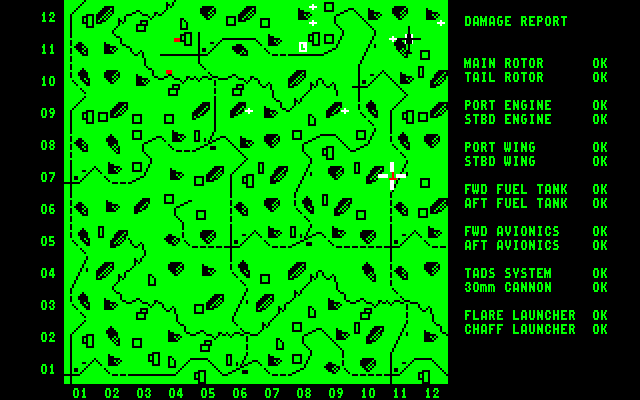 12
11
10
09
08
07
06
05
04
03
02
01
01 02 03 04 05 06 07 08 09 10 11 12
DAMAGE REPORT
MAIN ROTOR OK
TAIL ROTOR OK
PORT ENGINE OK
STBD ENGINE OK
PORT WING OK
STBD WING OK
FWD FUEL TANK OK
AFT FUEL TANK OK
FWD AVIONICS OK
AFT AVIONICS OK
TADS SYSTEM OK
30mm CANNON OK
FLARE LAUNCHER OK
CHAFF LAUNCHER OK